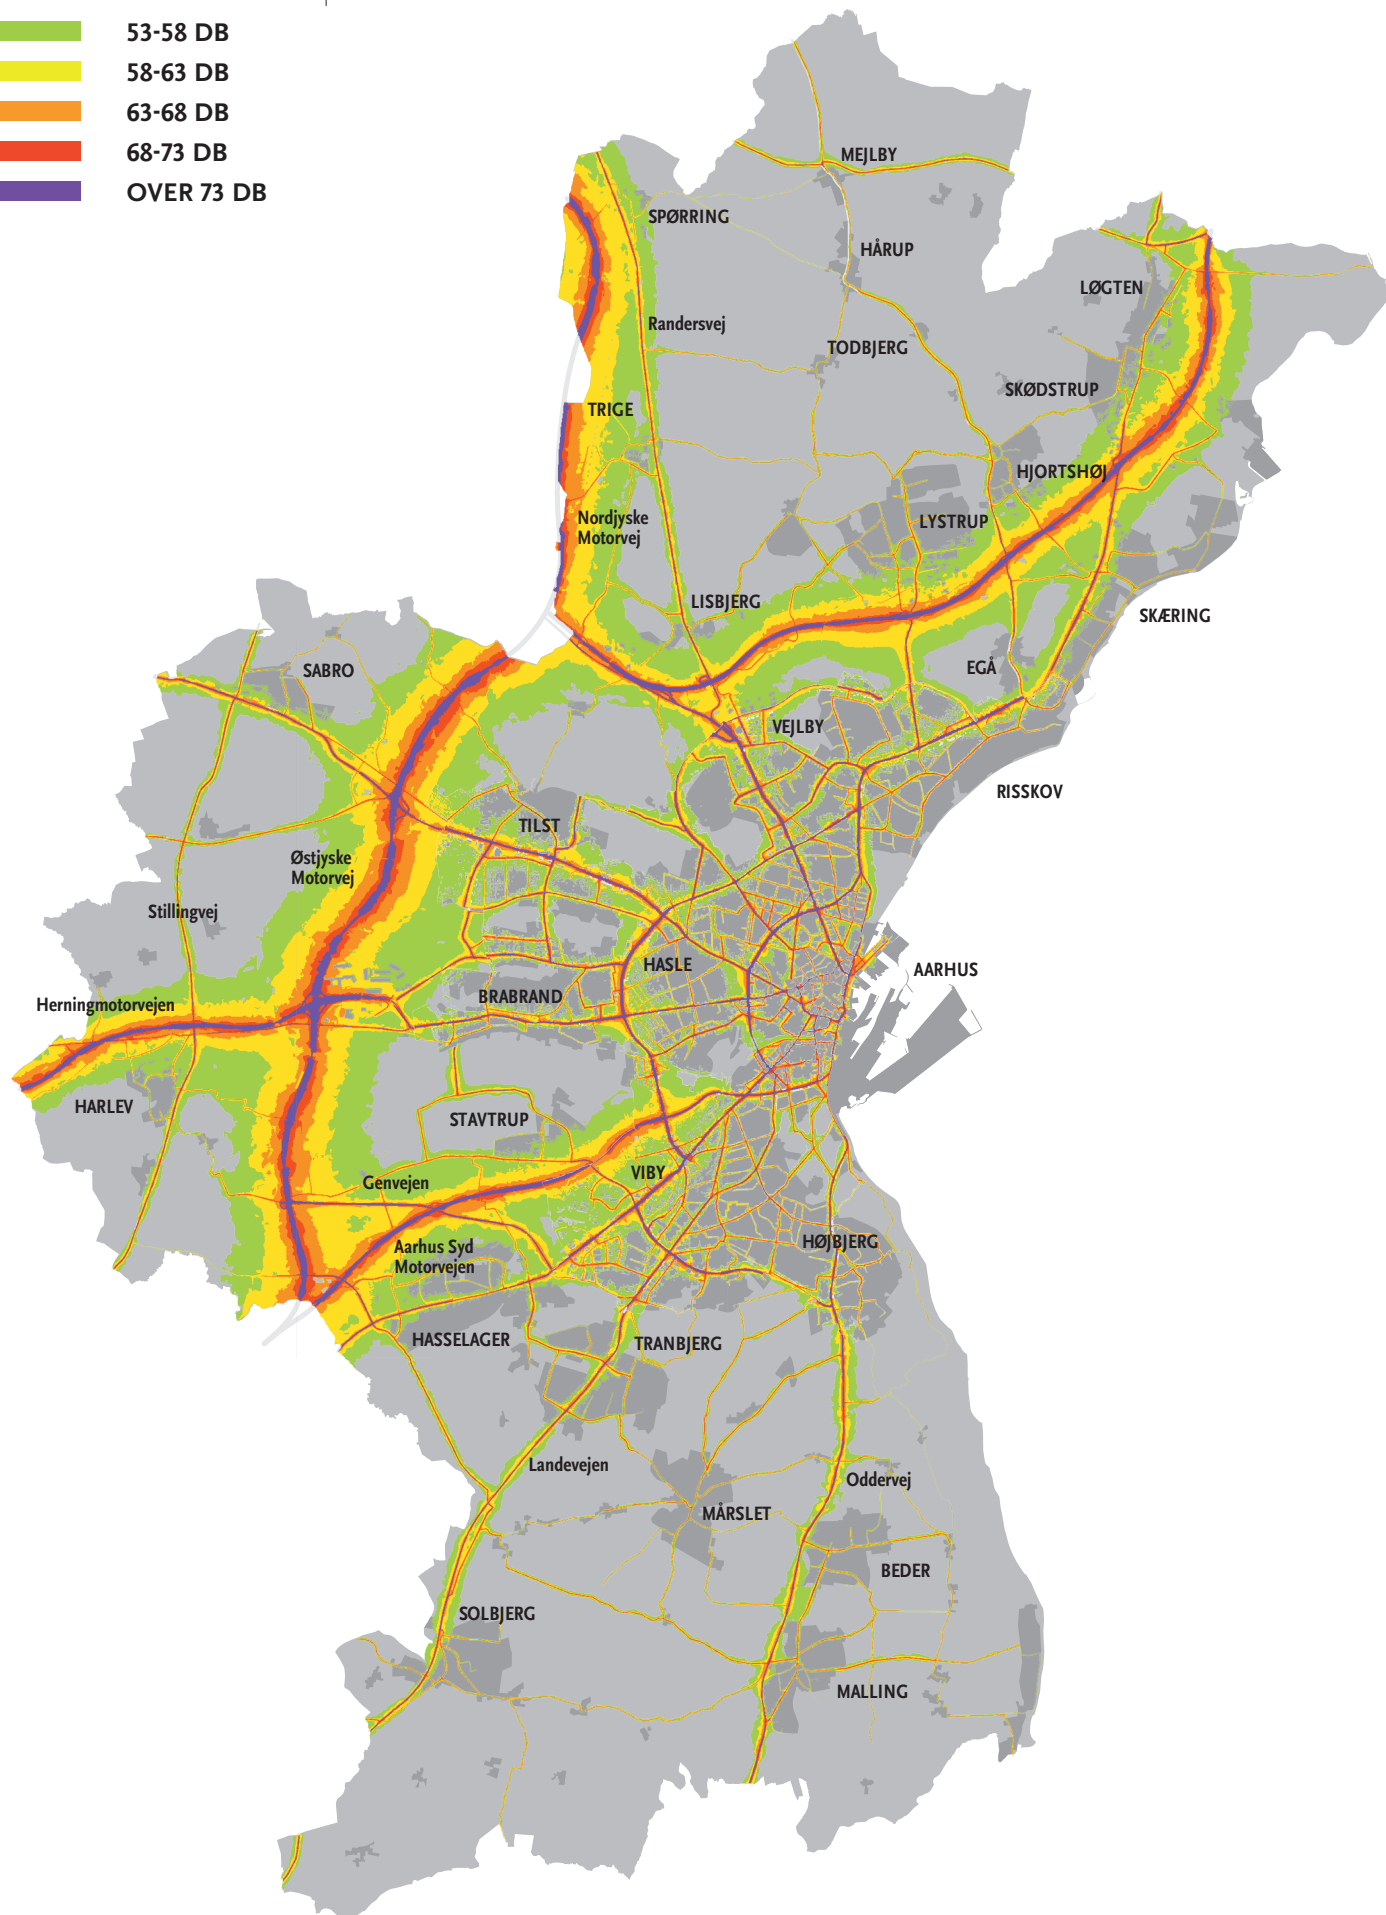 53-58 DB
58-63 DB
63-68 DB
68-73 DB
OVER 73 DB
MEJLBY
SPØRRING
HÅRUP
LØGTEN
Randersvej
TODBJERG
SKØDSTRUP
TRIGE
HJORTSHØJ
Nordjyske
Motorvej
LYSTRUP
LISBJERG
SKÆRING
SABRO
EGÅ
VEJLBY
RISSKOV
TILST
Østjyske
Motorvej
Stillingvej
HASLE
AARHUS
BRABRAND
Herningmotorvejen
HARLEV
STAVTRUP
VIBY
Genvejen
HØJBJERG
Aarhus Syd
Motorvejen
HASSELAGER
TRANBJERG
Landevejen
Oddervej
MÅRSLET
BEDER
SOLBJERG
MALLING